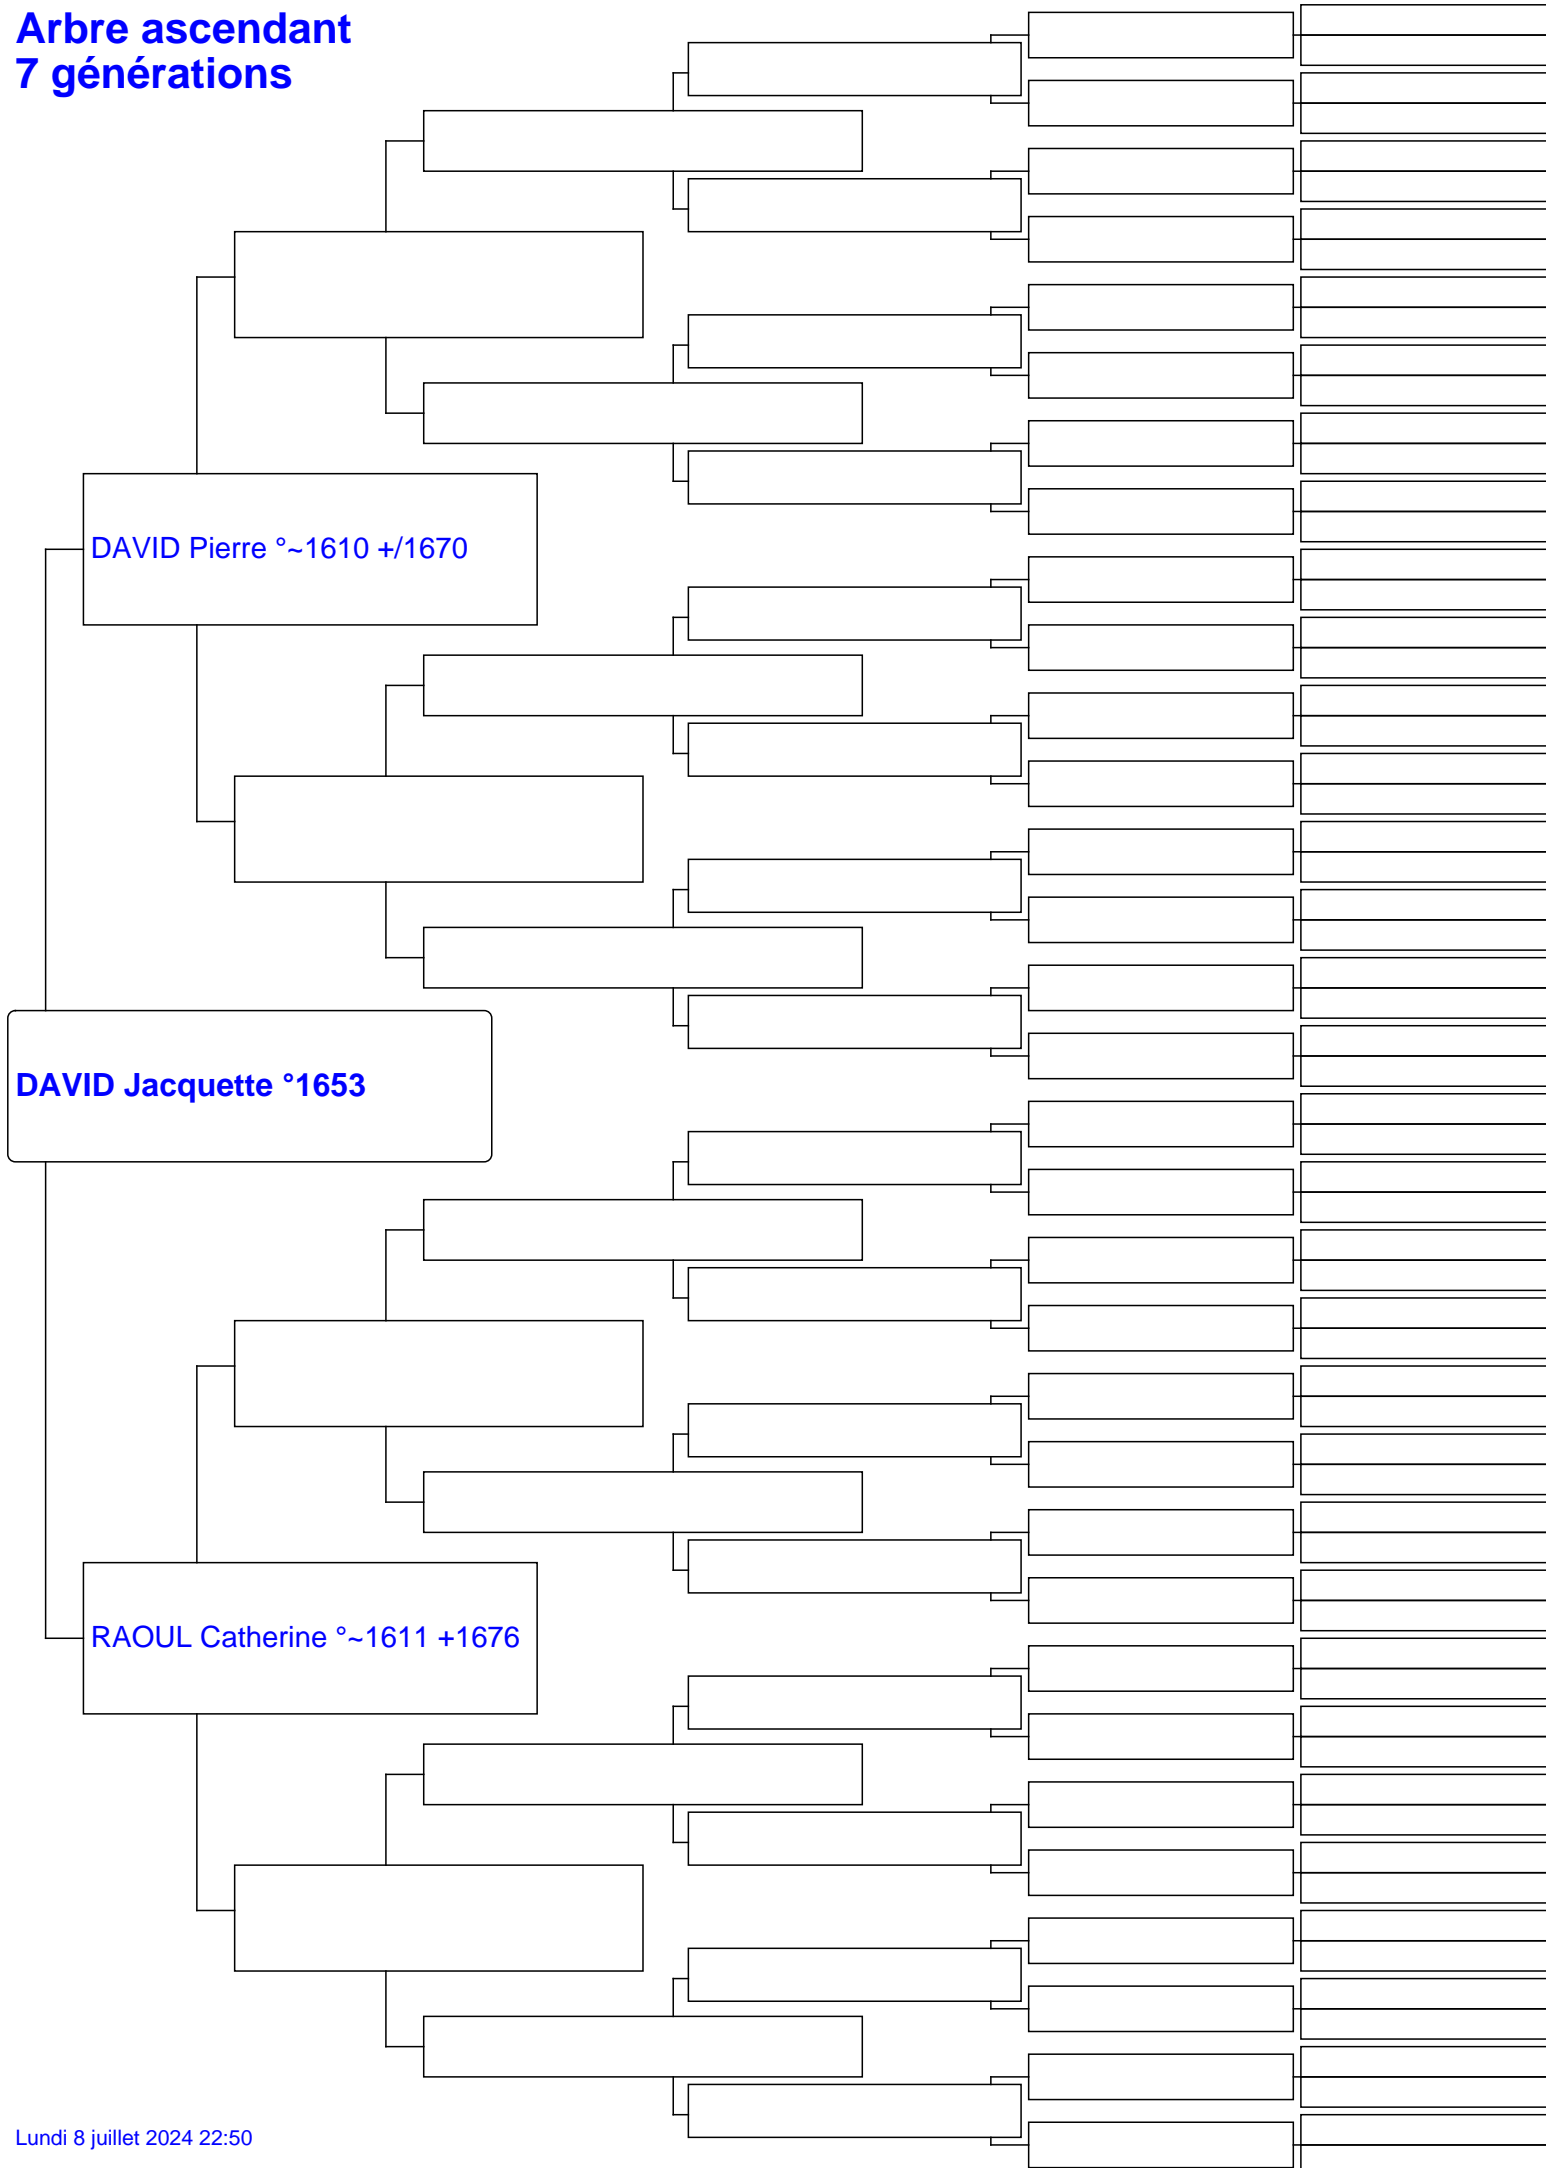 Arbre ascendant
7 générations
DAVID Pierre °~1610 +/1670
DAVID Jacquette °1653
RAOUL Catherine °~1611 +1676
Lundi 8 juillet 2024 22:50